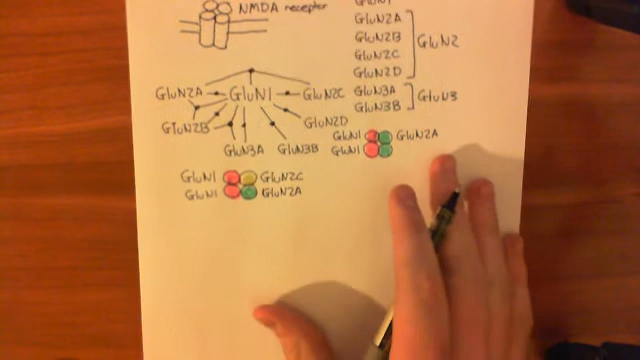 NMDA receptor
GluN1
GluN2A
GluN2B
GluN2C
GluN2D
GluN2
GluN3A
GluN3B
GluN3
GluN2A GluN1 GluN2C
GluN2B GluN2D
GluN3A GluN3B
GluN1 GluN2A
GluN1
GluN1 GluN2C
GluN1 GluN2A